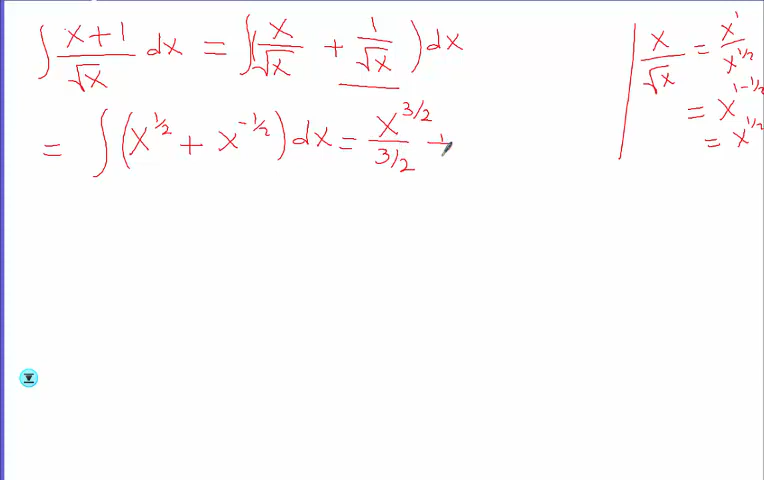 ∫ (x+1)/√x dx = ∫(x/√x + 1/√x) dx
= ∫(x^1/2 + x^-1/2) dx = x^3/2 / 3/2 +
x/√x = x^1/x^1/2
= x^1-1/2
= x^1/2